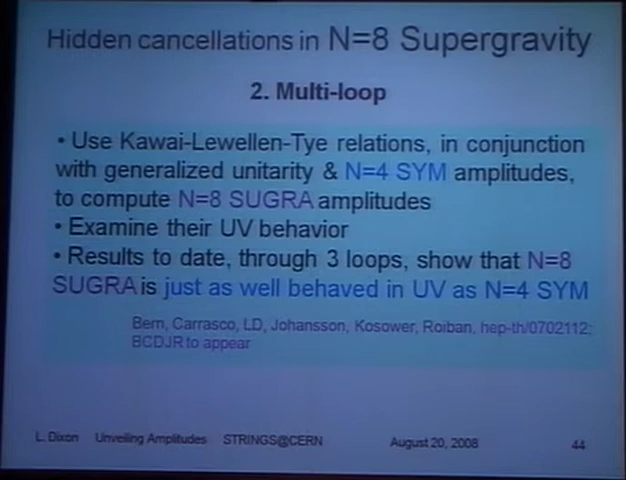 Hidden cancellations in N=8 Supergravity
2. Multi-loop
• Use Kawai-Lewellen-Tye relations, in conjunction
with generalized unitarity & N=4 SYM amplitudes,
to compute N=8 SUGRA amplitudes
• Examine their UV behavior
• Results to date, through 3 loops, show that N=8
SUGRA is just as well behaved in UV as N=4 SYM
Bern, Carrasco, LD, Johansson, Kosower, Roiban, hep-th/0702112;
BCDJR to appear
L. Dixon Unveiling Amplitudes STRINGS@CERN August 20, 2008 44